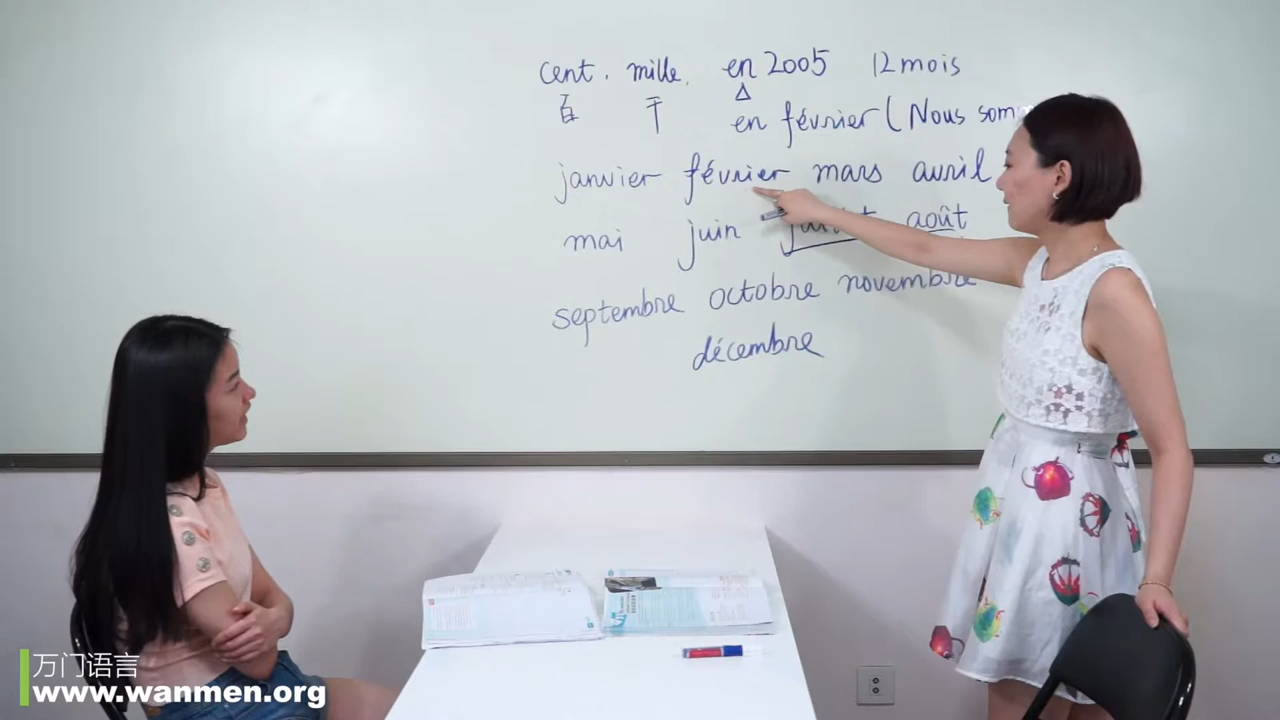 cent. mille. en 2005 12 mois
百 千 en février (Nous somm
janvier février mars avril
mai juin août
septembre octobre novembre
décembre
万门语言
www.wanmen.org